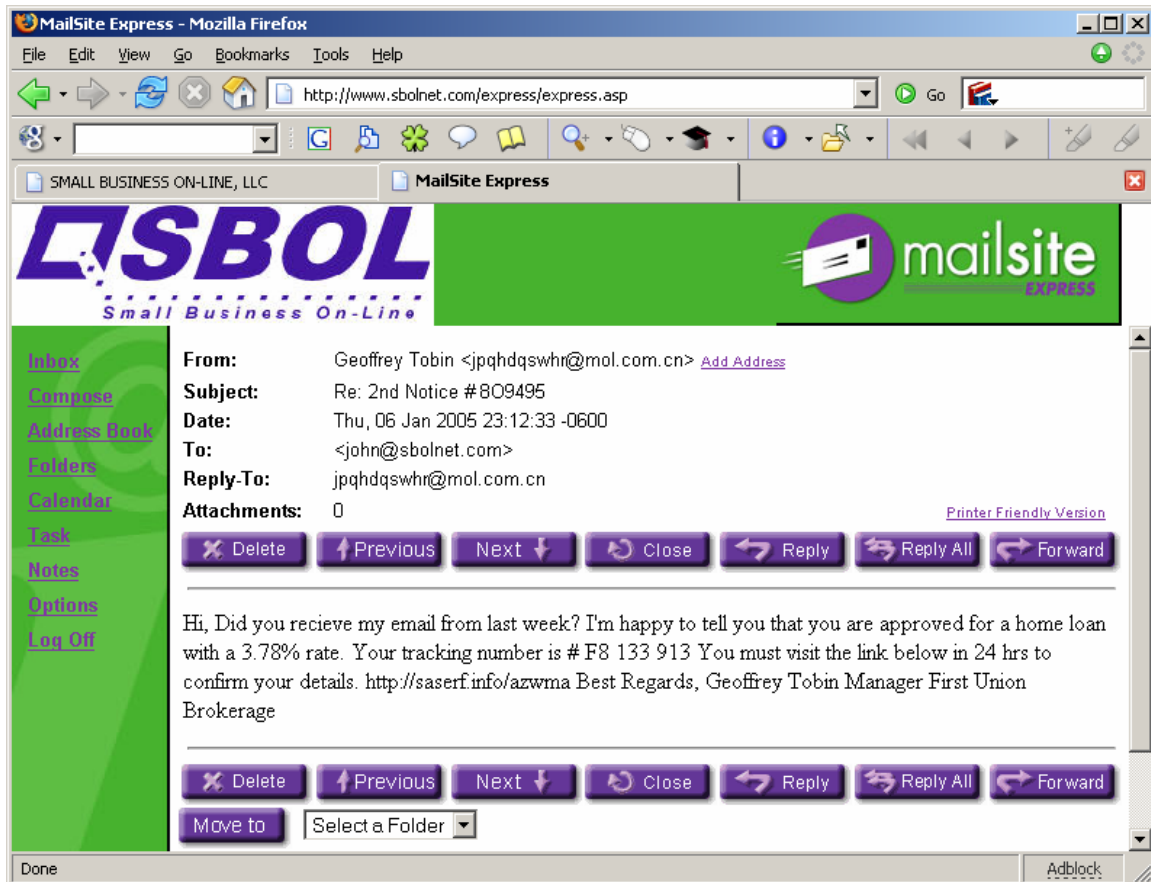 MailSite Express - Mozilla Firefox
File Edit View Go Bookmarks Tools Help
http://www.sbolnet.com/express/express.asp Go
G
SMALL BUSINESS ON-LINE, LLC MailSite Express
SBOL
Small Business On-Line
mailsite
EXPRESS
Inbox
Compose
Address Book
Folders
Calendar
Task
Notes
Options
Log Off
From: Geoffrey Tobin <jpqhdqswhr@mol.com.cn> Add Address
Subject: Re: 2nd Notice #8O9495
Date: Thu, 06 Jan 2005 23:12:33 -0600
To: <john@sbolnet.com>
Reply-To: jpqhdqswhr@mol.com.cn
Attachments: 0 Printer Friendly Version
Delete Previous Next Close Reply Reply All Forward
Hi, Did you recieve my email from last week? I'm happy to tell you that you are approved for a home loan
with a 3.78% rate. Your tracking number is # F8 133 913 You must visit the link below in 24 hrs to
confirm your details. http://saserf.info/azwma Best Regards, Geoffrey Tobin Manager First Union
Brokerage
Delete Previous Next Close Reply Reply All Forward
Move to Select a Folder
Done Adblock